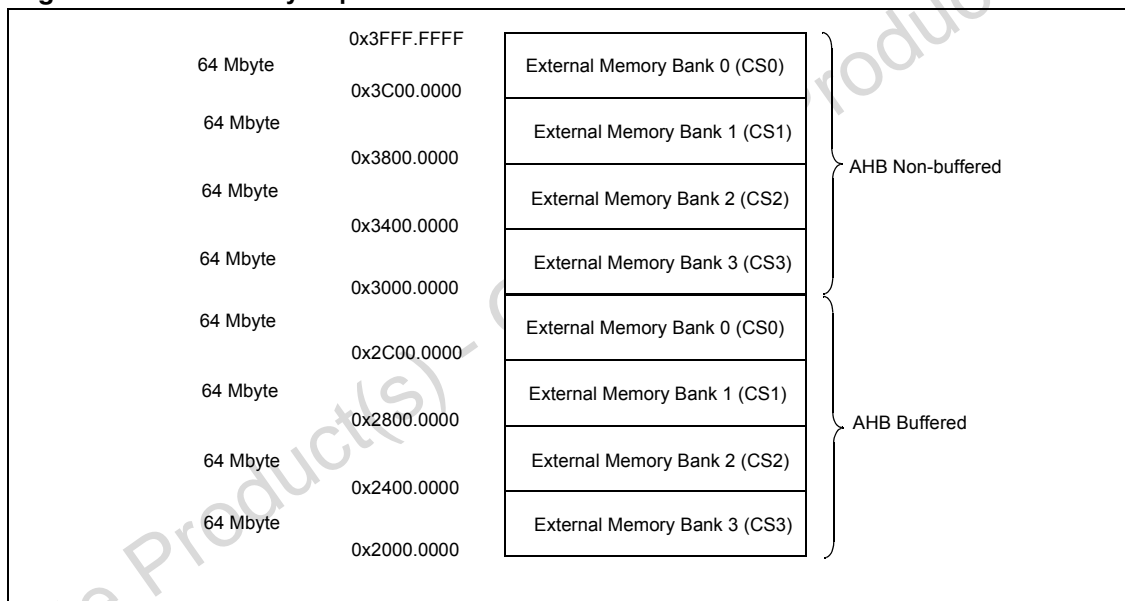 0x3FFF.FFFF
64 Mbyte External Memory Bank 0 (CS0)
0x3C00.0000
64 Mbyte External Memory Bank 1 (CS1)
0x3800.0000
AHB Non-buffered
64 Mbyte External Memory Bank 2 (CS2)
0x3400.0000
64 Mbyte External Memory Bank 3 (CS3)
0x3000.0000
64 Mbyte External Memory Bank 0 (CS0)
0x2C00.0000
64 Mbyte External Memory Bank 1 (CS1)
0x2800.0000
AHB Buffered
64 Mbyte External Memory Bank 2 (CS2)
0x2400.0000
64 Mbyte External Memory Bank 3 (CS3)
0x2000.0000
Product(s) -